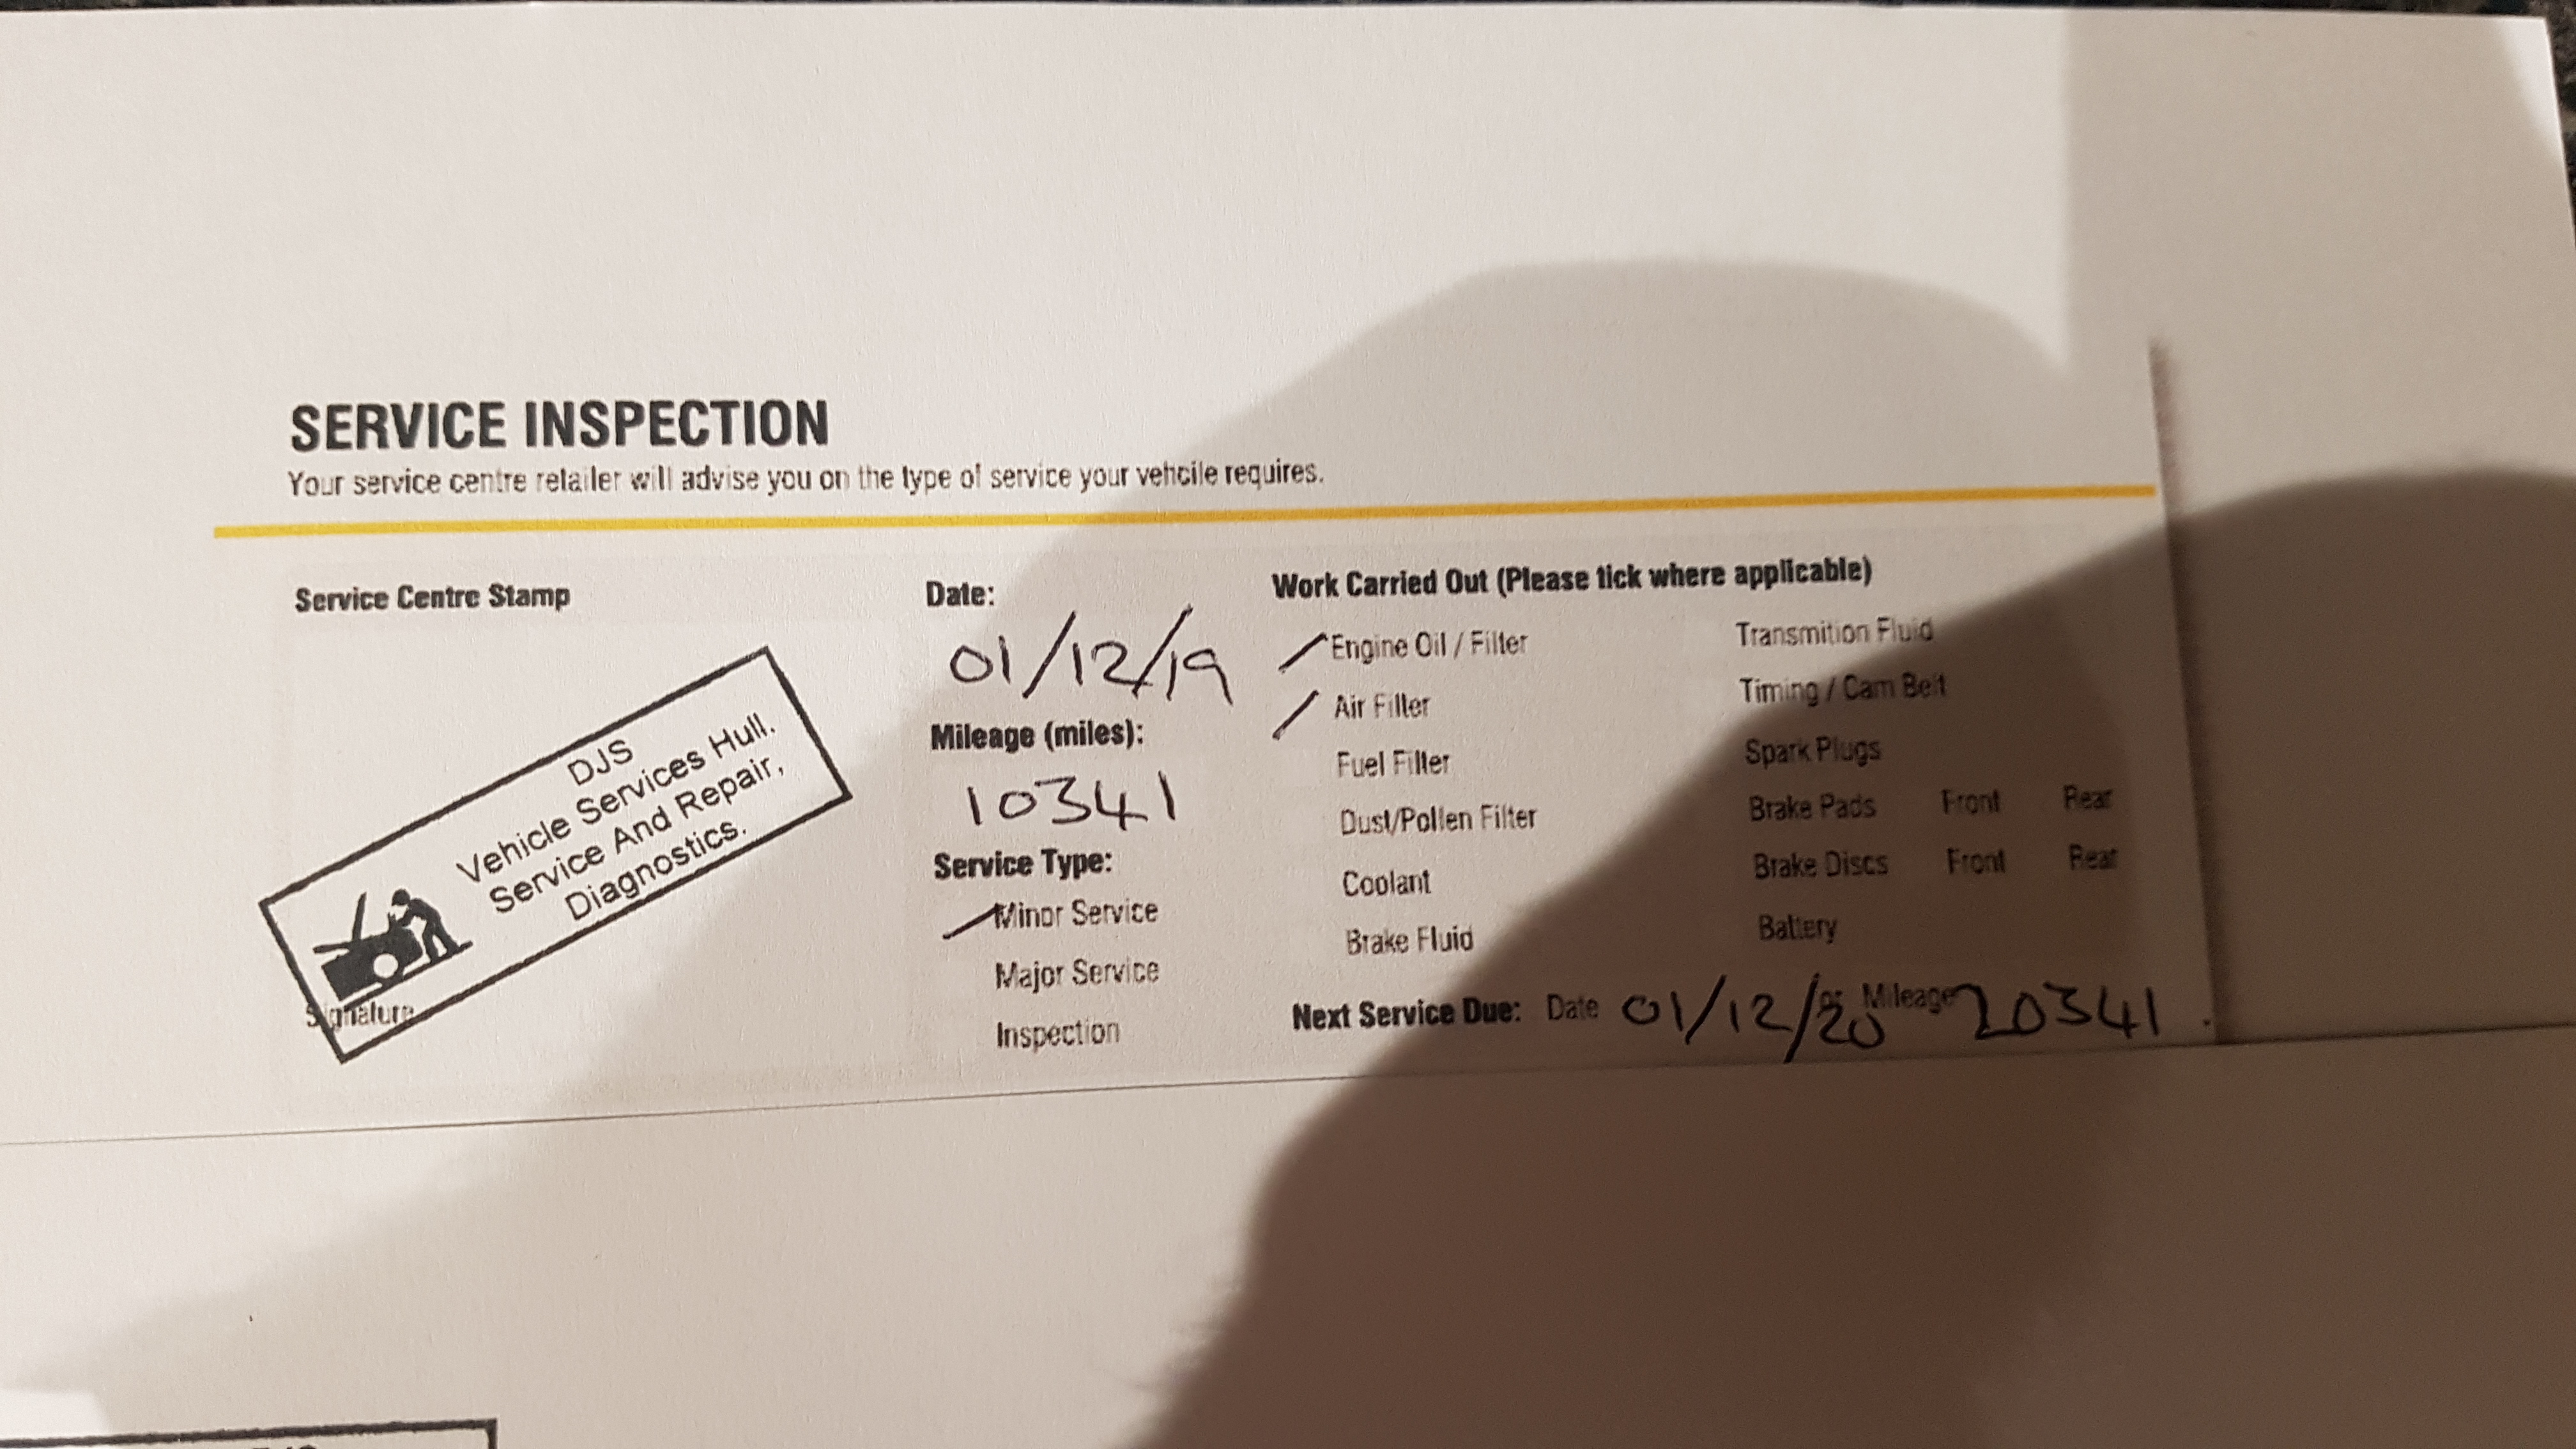 SERVICE INSPECTION
Your service centre retailer will advise you on the type of service your vehcile requires.
Service Centre Stamp
DJS
Vehicle Services Hull.
Service And Repair,
Diagnostics.
Signature
Date:
01/12/19
Mileage (miles):
10341
Service Type:
Minor Service
Major Service
Inspection
Work Carried Out (Please tick where applicable)
Engine Oil / Filter
Air Filter
Fuel Filter
Dust/Pollen Filter
Coolant
Brake Fluid
Transmition Fluid
Timing / Cam Belt
Spark Plugs
Brake Pads Front Rear
Brake Discs Front Rear
Battery
Next Service Due: Date 01/12/20 or Mileage 20341